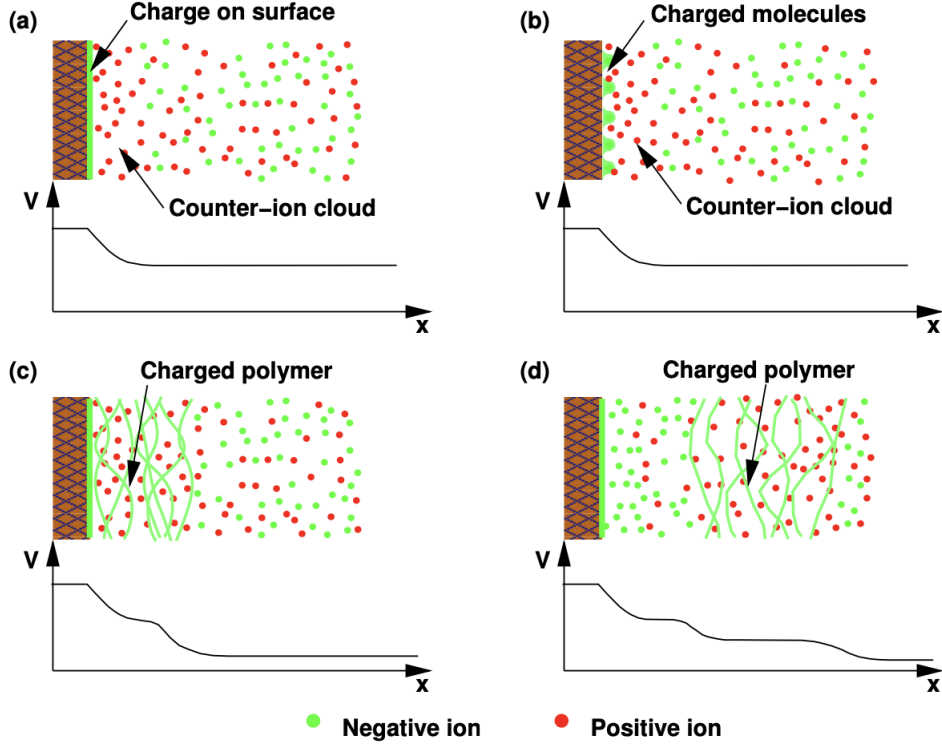 (a)
Charge on surface
Counter−ion cloud
V
x
(b)
Charged molecules
Counter−ion cloud
V
x
(c)
Charged polymer
V
x
(d)
Charged polymer
V
x
Negative ion
Positive ion